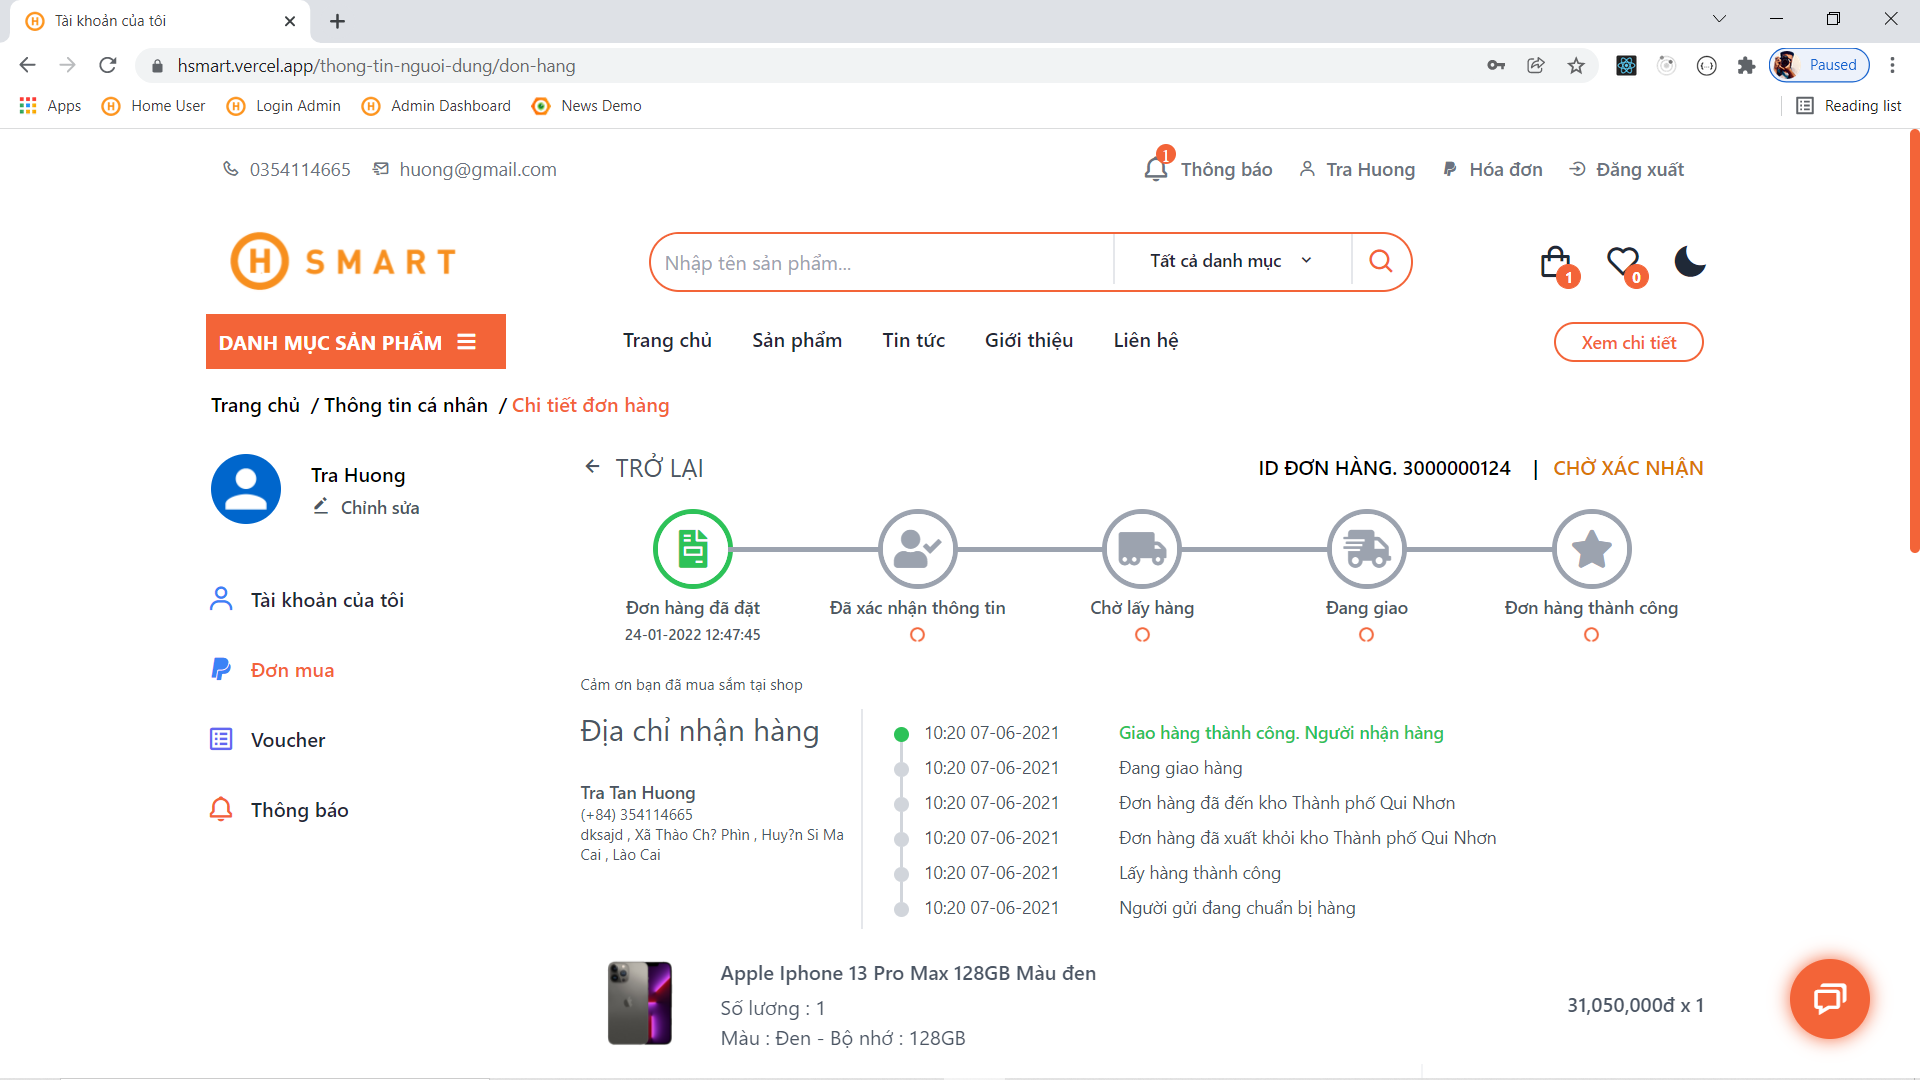 Tài khoản của tôi
hsmart.vercel.app/thong-tin-nguoi-dung/don-hang
Paused
Apps
Home User
Login Admin
Admin Dashboard
News Demo
Reading list
0354114665
huong@gmail.com
1
Thông báo
Tra Huong
Hóa đơn
Đăng xuất
H SMART
Nhập tên sản phẩm...
Tất cả danh mục
1
0
DANH MỤC SẢN PHẨM
Trang chủ
Sản phẩm
Tin tức
Giới thiệu
Liên hệ
Xem chi tiết
Trang chủ / Thông tin cá nhân / Chi tiết đơn hàng
Tra Huong
Chỉnh sửa
Tài khoản của tôi
Đơn mua
Voucher
Thông báo
TRỞ LẠI
ID ĐƠN HÀNG. 3000000124 | CHỜ XÁC NHẬN
Đơn hàng đã đặt
24-01-2022 12:47:45
Đã xác nhận thông tin
Chờ lấy hàng
Đang giao
Đơn hàng thành công
Cảm ơn bạn đã mua sắm tại shop
Địa chỉ nhận hàng
Tra Tan Huong
(+84) 354114665
dksajd , Xã Thào Ch? Phìn , Huy?n Si Ma
Cai , Lào Cai
10:20 07-06-2021 Giao hàng thành công. Người nhận hàng
10:20 07-06-2021 Đang giao hàng
10:20 07-06-2021 Đơn hàng đã đến kho Thành phố Qui Nhơn
10:20 07-06-2021 Đơn hàng đã xuất khỏi kho Thành phố Qui Nhơn
10:20 07-06-2021 Lấy hàng thành công
10:20 07-06-2021 Người gửi đang chuẩn bị hàng
Apple Iphone 13 Pro Max 128GB Màu đen
Số lương : 1
Màu : Đen - Bộ nhớ : 128GB
31,050,000đ x 1